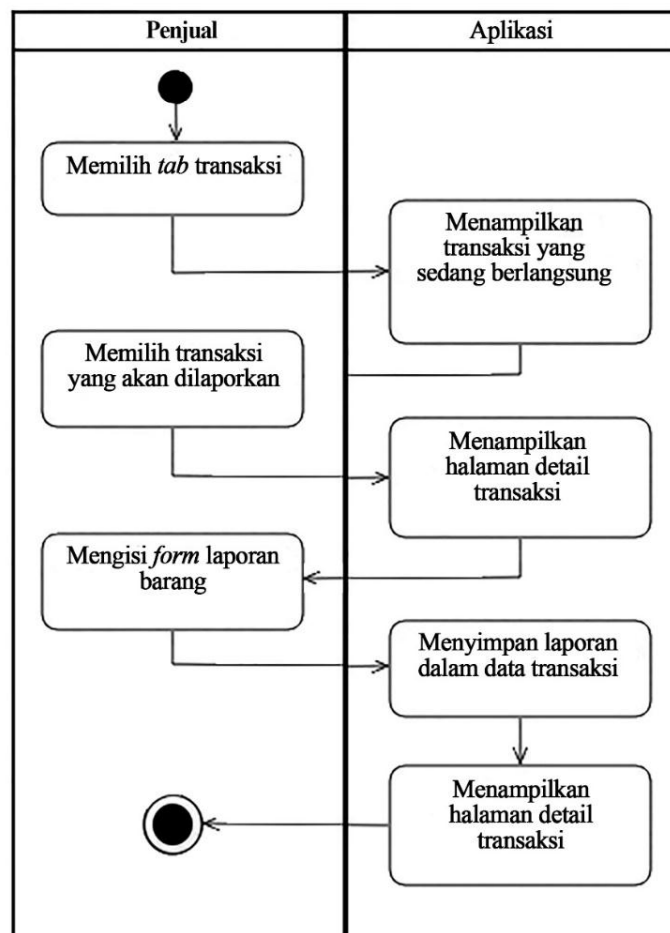 Penjual
Aplikasi
Memilih tab transaksi
Menampilkan
transaksi yang
sedang berlangsung
Memilih transaksi
yang akan dilaporkan
Menampilkan
halaman detail
transaksi
Mengisi form laporan
barang
Menyimpan laporan
dalam data transaksi
Menampilkan
halaman detail
transaksi